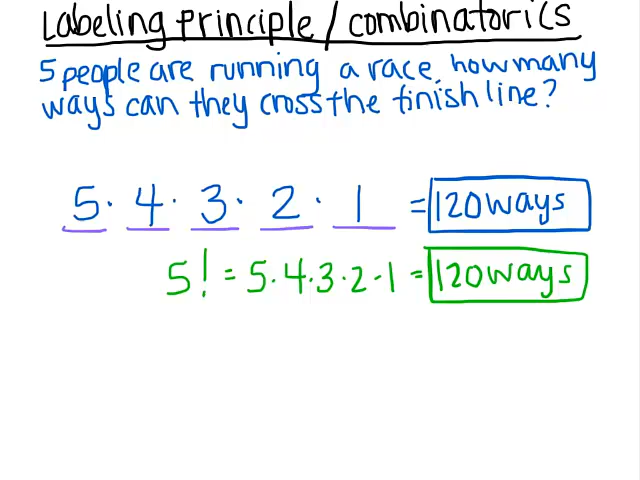 Labeling Principle / combinatorics
5 people are running a race, how many
ways can they cross the finish line?
5 · 4 · 3 · 2 · 1 = 120 ways
5! = 5 · 4 · 3 · 2 · 1 = 120 ways